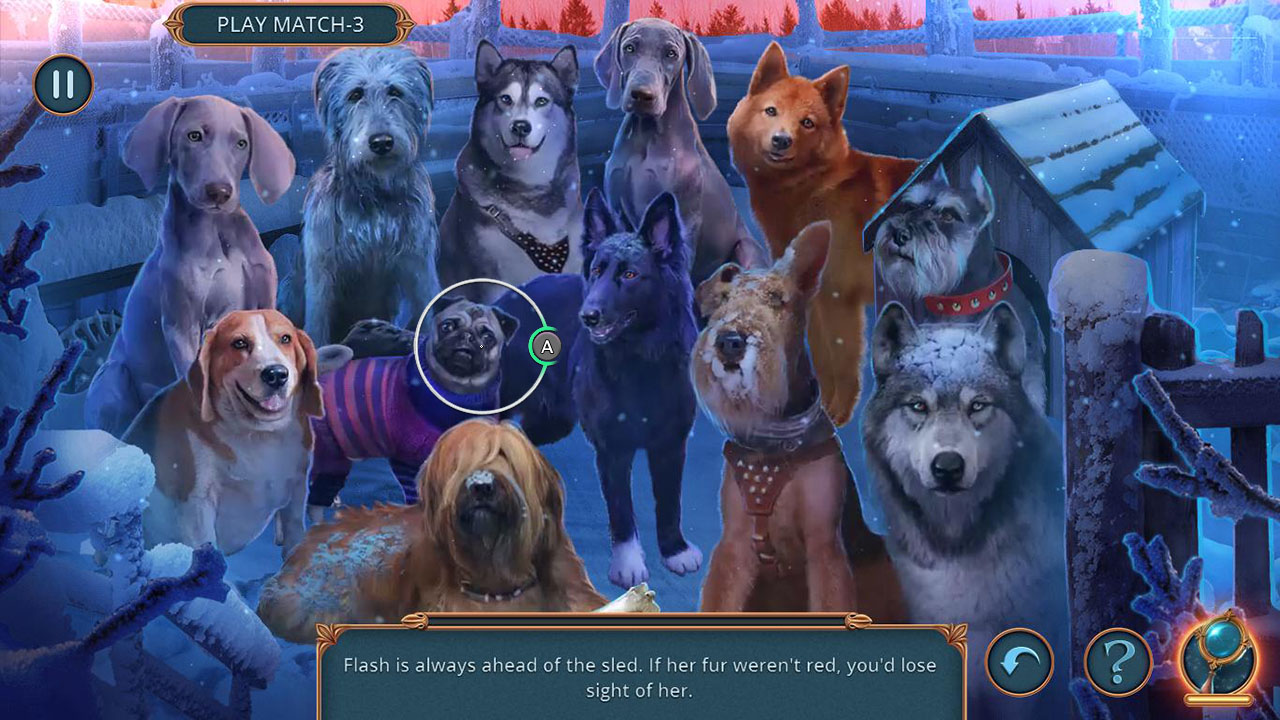 PLAY MATCH-3
A
Flash is always ahead of the sled. If her fur weren't red, you'd lose
sight of her.
?